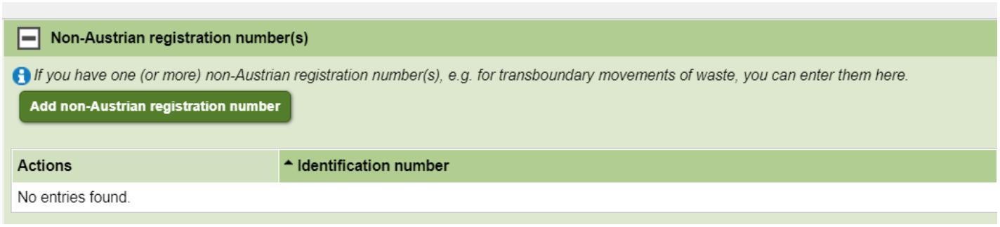 Non-Austrian registration number(s)
If you have one (or more) non-Austrian registration number(s), e.g. for transboundary movements of waste, you can enter them here.
Add non-Austrian registration number
Actions
Identification number
No entries found.